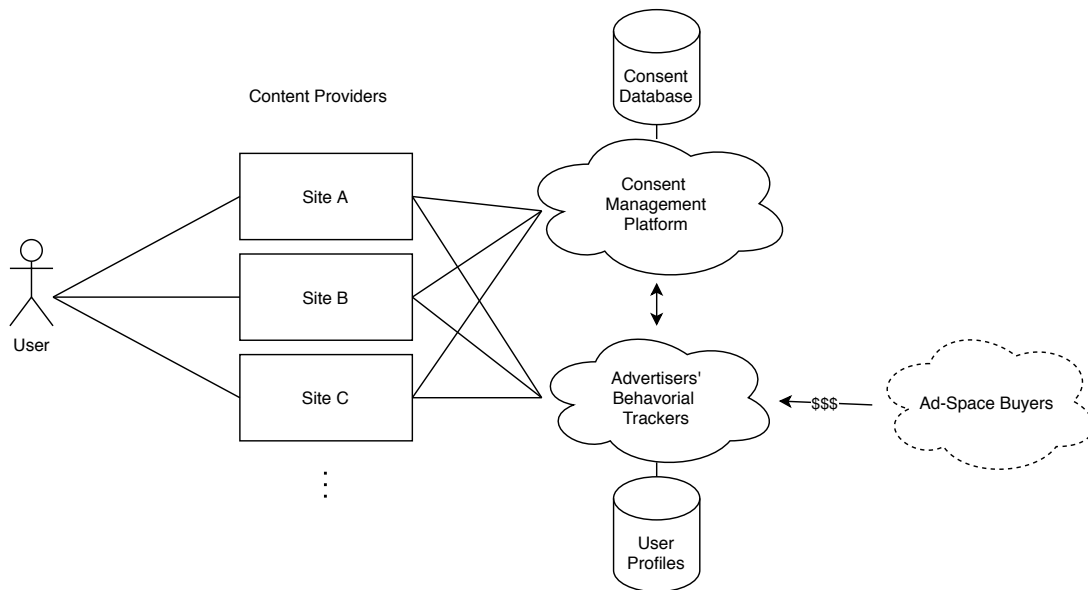 Consent
Database
Content Providers
Site A
Consent
Management
Platform
Site B
User
Site C
Advertisers'
Behavorial
Trackers
$$$
Ad-Space Buyers
User
Profiles